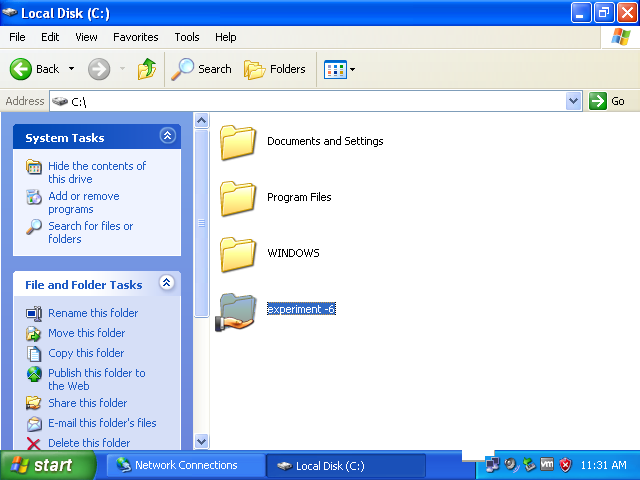 Local Disk (C:)
File Edit View Favorites Tools Help
Back Search Folders
Address C:\ Go
System Tasks
Hide the contents of
this drive
Add or remove
programs
Search for files or
folders
File and Folder Tasks
Rename this folder
Move this folder
Copy this folder
Publish this folder to
the Web
Share this folder
E-mail this folder's files
Delete this folder
Documents and Settings
Program Files
WINDOWS
experiment -6
start Network Connections Local Disk (C:) vm 11:31 AM